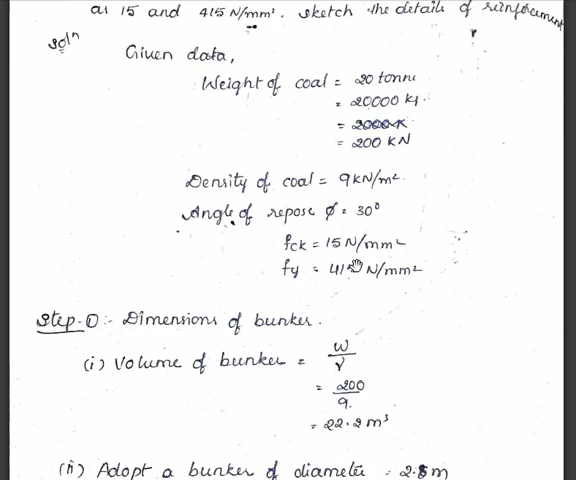 as 15 and 415 N/mm². sketch the details of reinforcement
Soln
Given data,
Weight of coal = 20 tonne
= 20000 kg.
= 200 KN
Density of coal = 9 KN/m²
Angle of repose ø = 30°
fck = 15 N/mm²
fy = 415 N/mm²
Step-① :- Dimensions of bunker.
(i) Volume of bunker = W/γ
= 200/9.
= 22.2 m³
(ii) Adopt a bunker of diameter = 2.8 m